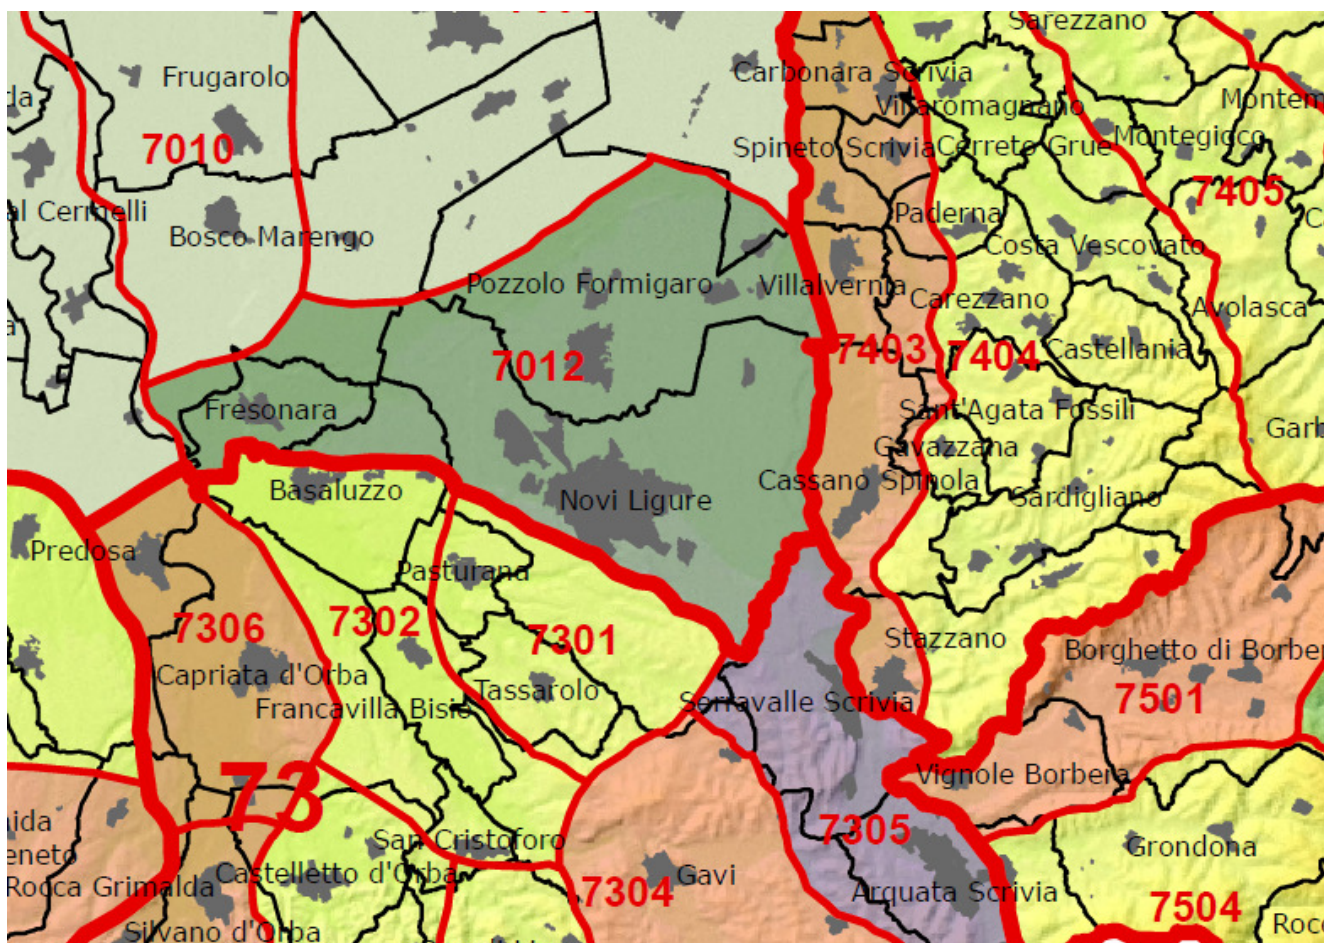 Sarezzano
Carbonara Scrivia
Frugarolo
Villaromagnano
Montegiocco
7010
Spineto Scrivia
Cerreto Grue
7405
al Cermelli
Paderna
Bosco Marengo
Costa Vescovato
Pozzolo Formigaro
Villalvernia
Carezzano
Avolasca
7012
7403
7404
Castellania
Fresonara
Sant'Agata Fossili
Gavazzana
Basaluzzo
Novi Ligure
Cassano Spinola
Sardigliano
Predosa
Pasturana
7306
7302
7301
Stazzano
Borghetto di Borber
Capriata d'Orba
Tassarolo
Francavilla Bisio
Serravalle Scrivia
7501
73
Vignole Borbera
7305
San Cristoforo
Grondona
Castelletto d'Orba
Rocca Grimalda
Gavi
7304
Arquata Scrivia
7504
Silvano d'Orba